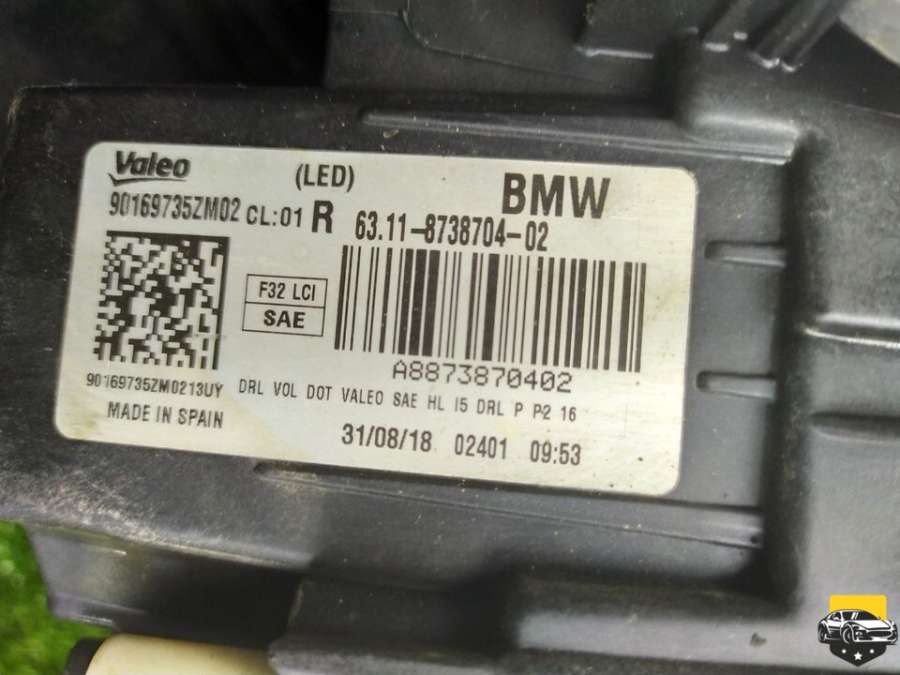 Valeo
(LED)
BMW
90169735ZM02 CL:01 R 63.11-8738704-02
F32 LCI
SAE
A8873870402
90169735ZM0213UY
DRL VOL DOT VALEO SAE HL I5 DRL P P2 16
MADE IN SPAIN
31/08/18 02401 09:53